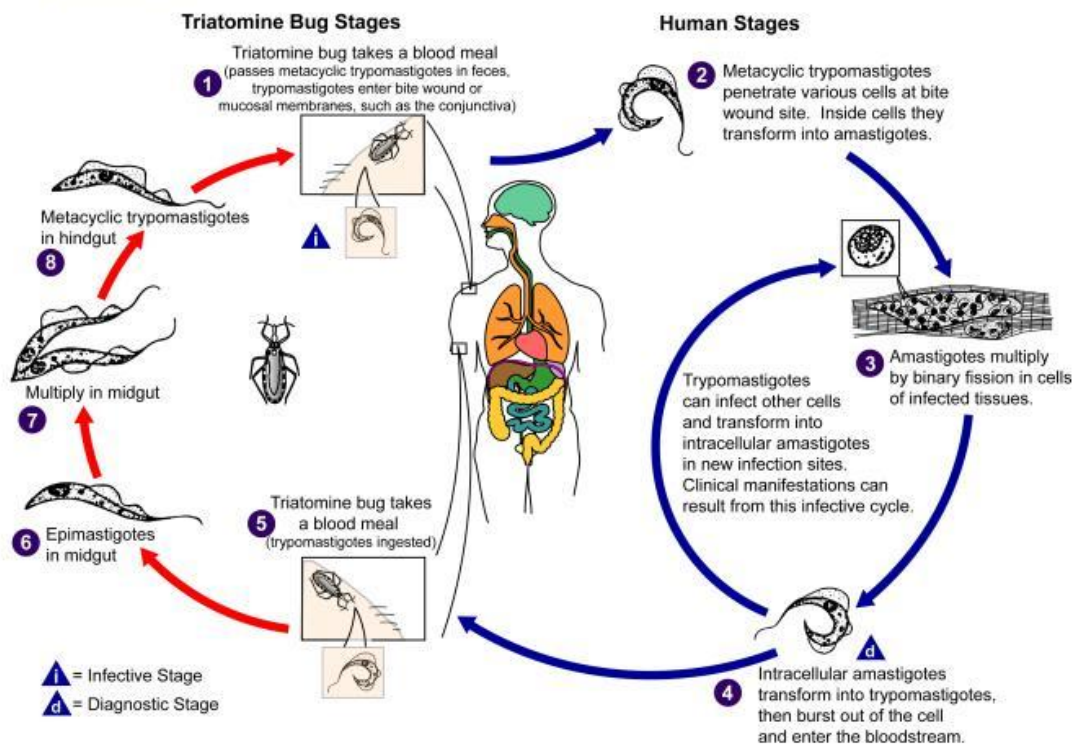 Triatomine Bug Stages
Human Stages
1
Triatomine bug takes a blood meal
(passes metacyclic trypomastigotes in feces,
trypomastigotes enter bite wound or
mucosal membranes, such as the conjunctiva)
i
2
Metacyclic trypomastigotes
penetrate various cells at bite
wound site. Inside cells they
transform into amastigotes.
3
Amastigotes multiply
by binary fission in cells
of infected tissues.
Trypomastigotes
can infect other cells
and transform into
intracellular amastigotes
in new infection sites.
Clinical manifestations can
result from this infective cycle.
d
4
Intracellular amastigotes
transform into trypomastigotes,
then burst out of the cell
and enter the bloodstream.
5
Triatomine bug takes
a blood meal
(trypomastigotes ingested)
6
Epimastigotes
in midgut
Multiply in midgut
7
Metacyclic trypomastigotes
in hindgut
8
i = Infective Stage
d = Diagnostic Stage